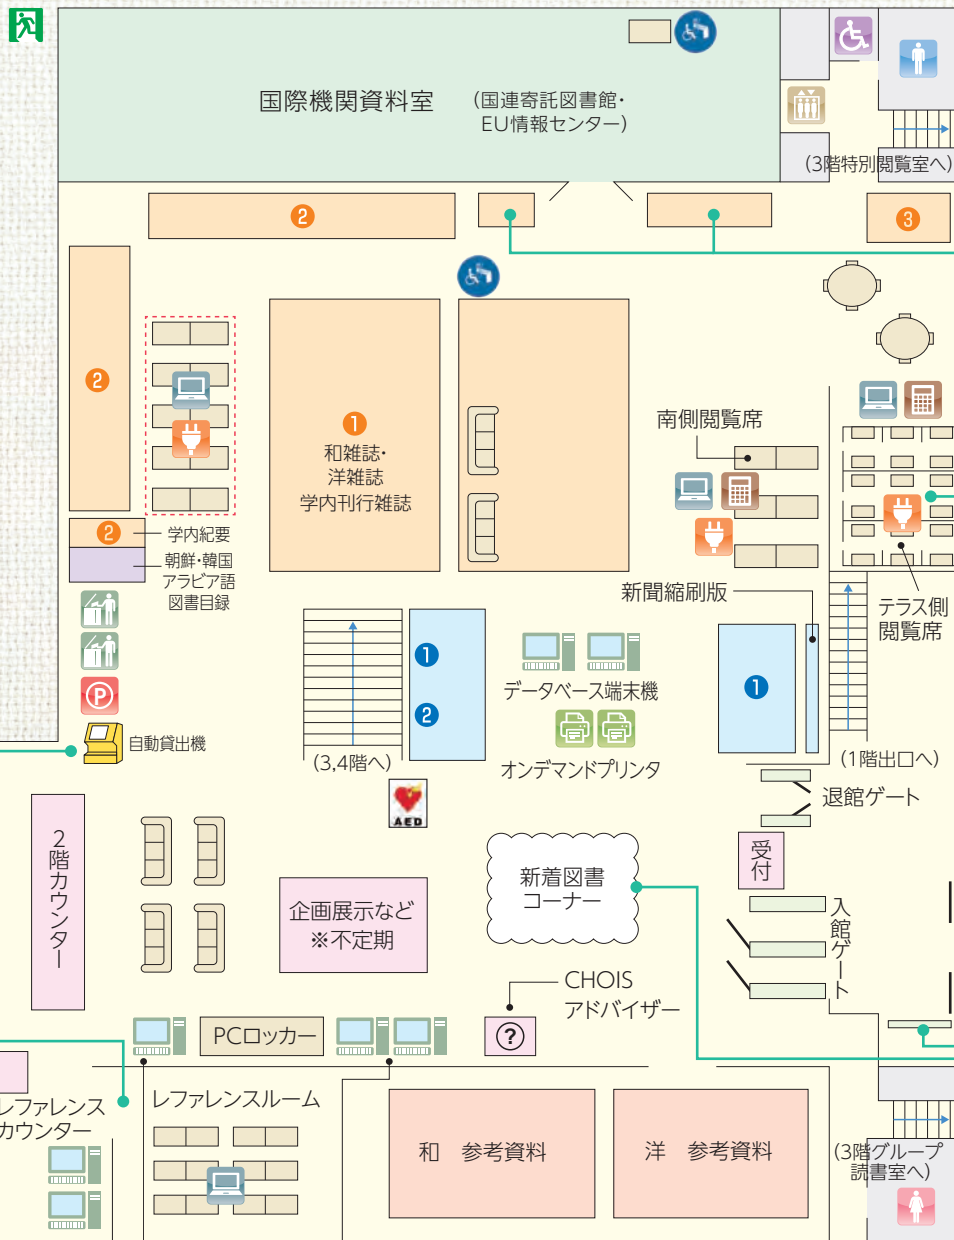 国際機関資料室
(国連寄託図書館・
EU情報センター)
(3階特別閲覧室へ)
2
3
2
1
和雑誌・
洋雑誌
学内刊行雑誌
南側閲覧席
2
学内紀要
朝鮮・韓国
アラビア語
図書目録
新聞縮刷版
テラス側
閲覧席
1
2
1
データベース端末機
P
自動貸出機
オンデマンドプリンタ
(3,4階へ)
(1階出口へ)
AED
退館ゲート
2階カウンター
受付
新着図書
コーナー
企画展示など
※不定期
入館ゲート
CHOIS
アドバイザー
PCロッカー
?
レファレンス
カウンター
レファレンスルーム
和 参考資料
洋 参考資料
(3階グループ
読書室へ)